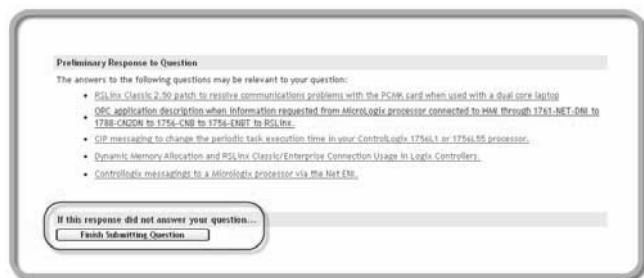 Preliminary Response to Question
The answers to the following questions may be relevant to your question:
RSLinx Classic 2.50 patch to resolve communications problems with the PCMK card when used with a dual core laptop
OPC application description when information requested from MicroLogix processor connected to HMI through 1761-NET-DNI to
1788-CN2DN to 1756-CNB to 1756-ENBT to RSLinx.
CIP messaging to change the periodic task execution time in your ControlLogix 1756L1 or 1756L55 processor.
Dynamic Memory Allocation and RSLinx Classic/Enterprise Connection Usage in Logix Controllers.
Controllogix messagings to a Micrologix processor via the Net ENI.
If this response did not answer your question...
Finish Submitting Question